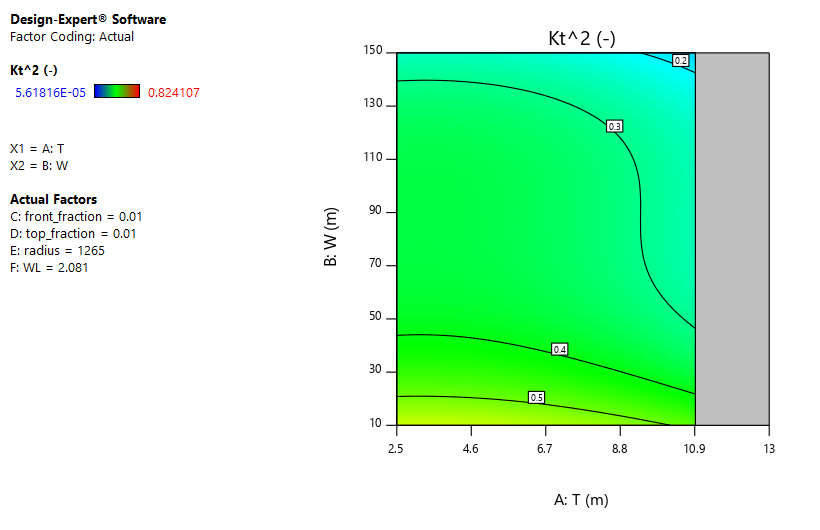 Design-Expert® Software
Factor Coding: Actual
Kt^2 (-)
5.61816E-05 0.824107
X1 = A: T
X2 = B: W
Actual Factors
C: front_fraction = 0.01
D: top_fraction = 0.01
E: radius = 1265
F: WL = 2.081
Kt^2 (-)
B: W (m)
150
130
110
90
70
50
30
10
0.2
0.3
0.4
0.5
2.5 4.6 6.7 8.8 10.9 13
A: T (m)